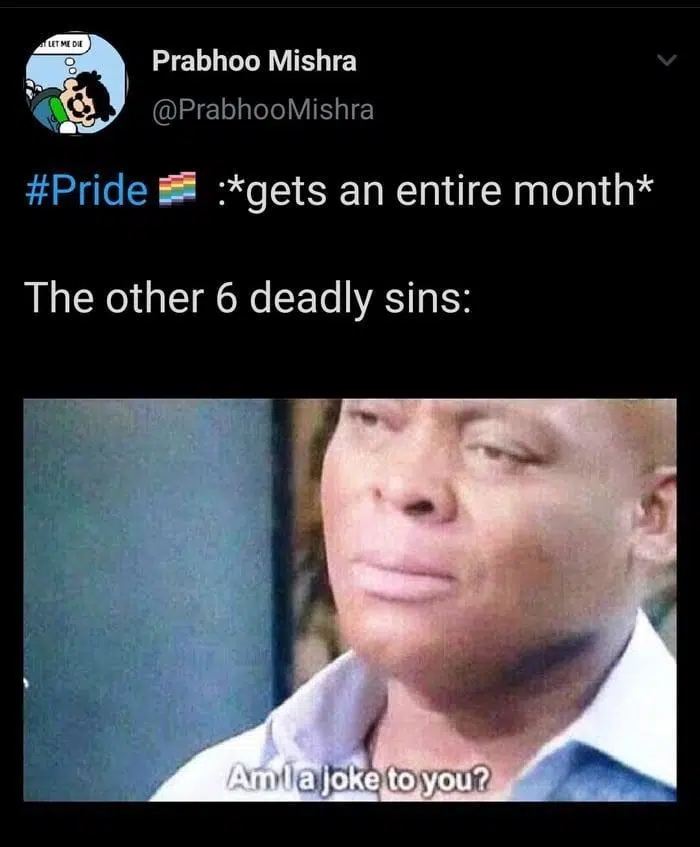 ST LET ME DIE
Prabhoo Mishra
@PrabhooMishra
#Pride :*gets an entire month*
The other 6 deadly sins:
Am I a joke to you?